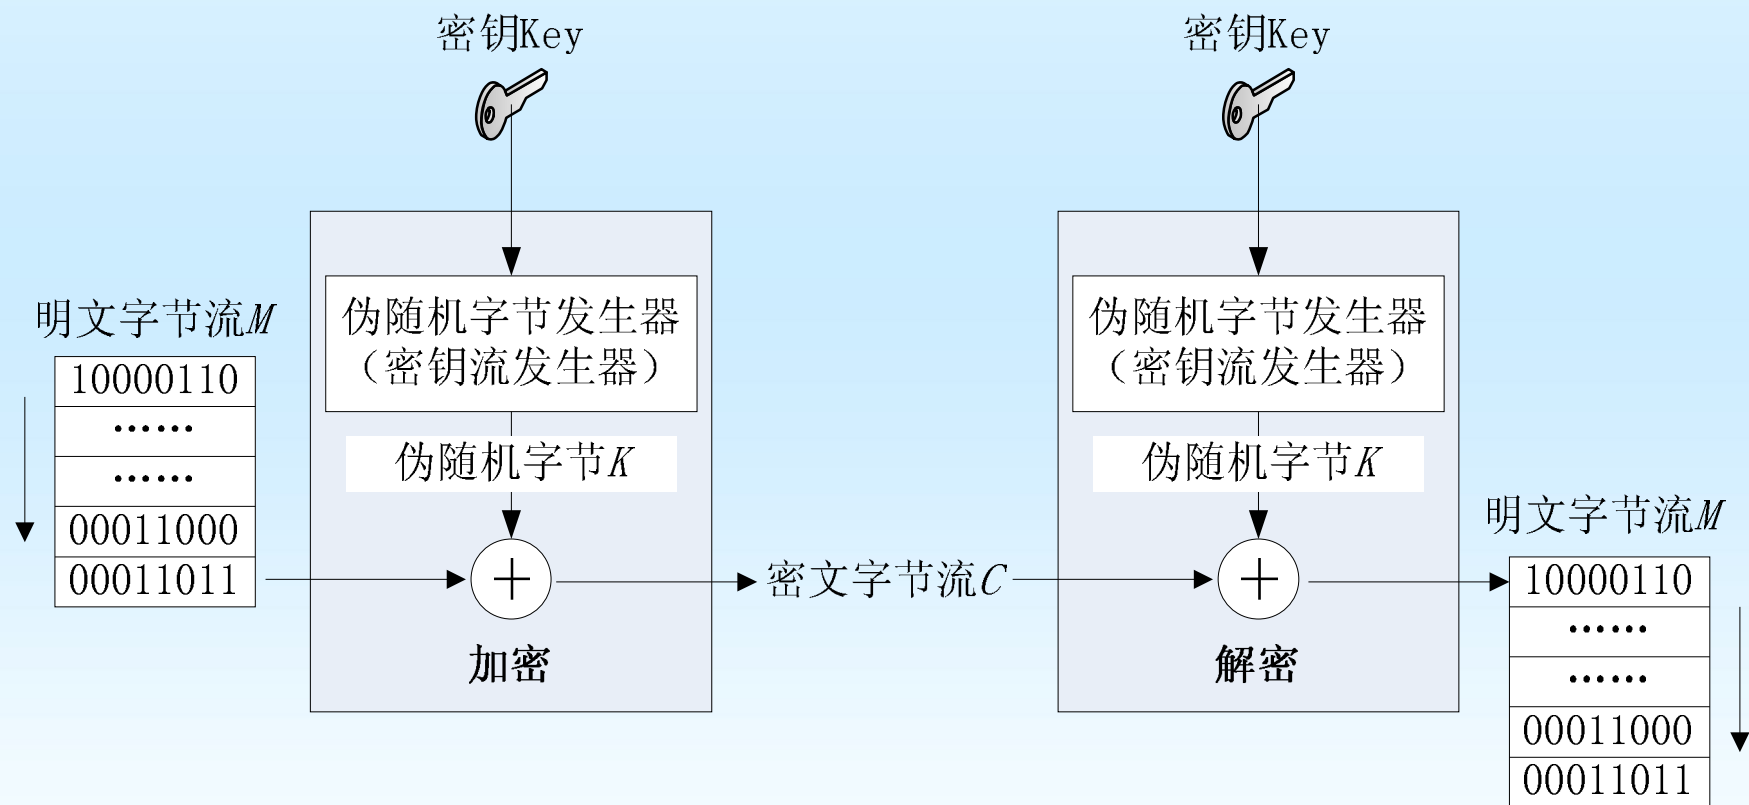 密钥Key
密钥Key
明文字节流M
10000110
……
……
00011000
00011011
伪随机字节发生器
（密钥流发生器）
伪随机字节K
+
加密
密文字节流C
伪随机字节发生器
（密钥流发生器）
伪随机字节K
+
解密
明文字节流M
10000110
……
……
00011000
00011011